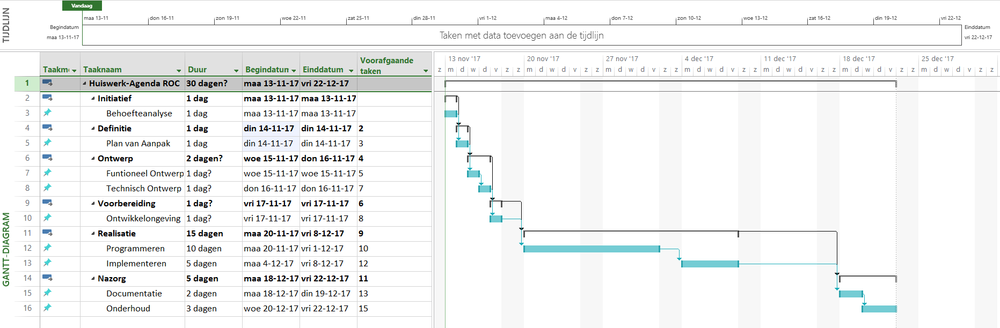 TIJDLIJN
Vandaag
maa 13-11 don 16-11 zon 19-11 woe 22-11 zat 25-11 din 28-11 vri 1-12 maa 4-12 don 7-12 zon 10-12 woe 13-12 zat 16-12 din 19-12 vri 22-12
Begindatum
maa 13-11-17
Taken met data toevoegen aan de tijdlijn
Einddatum
vri 22-12-17
GANTT-DIAGRAM
Taakm Taaknaam Duur Begindatum Einddatum Voorafgaande taken
13 nov '17 20 nov '17 27 nov '17 4 dec '17 11 dec '17 18 dec '17 25 dec '17
z m d w d v z z m d w d v z z m d w d v z z m d w d v z z m d w d v z z m d w d v z z m d w d v z z
1 Huiswerk-Agenda ROC 30 dagen? maa 13-11-17 vri 22-12-17
2 Initiatief 1 dag maa 13-11-17 maa 13-11-17
3 Behoefteanalyse 1 dag maa 13-11-17 maa 13-11-17
4 Definitie 1 dag din 14-11-17 din 14-11-17 2
5 Plan van Aanpak 1 dag din 14-11-17 din 14-11-17 3
6 Ontwerp 2 dagen? woe 15-11-17 don 16-11-17 4
7 Funtioneel Ontwerp 1 dag? woe 15-11-17 woe 15-11-17 5
8 Technisch Ontwerp 1 dag? don 16-11-17 don 16-11-17 7
9 Voorbereiding 1 dag? vri 17-11-17 vri 17-11-17 6
10 Ontwikkelongeving 1 dag? vri 17-11-17 vri 17-11-17 8
11 Realisatie 15 dagen maa 20-11-17 vri 8-12-17 9
12 Programmeren 10 dagen maa 20-11-17 vri 1-12-17 10
13 Implementeren 5 dagen maa 4-12-17 vri 8-12-17 12
14 Nazorg 5 dagen maa 18-12-17 vri 22-12-17 11
15 Documentatie 2 dagen maa 18-12-17 din 19-12-17 13
16 Onderhoud 3 dagen woe 20-12-17 vri 22-12-17 15